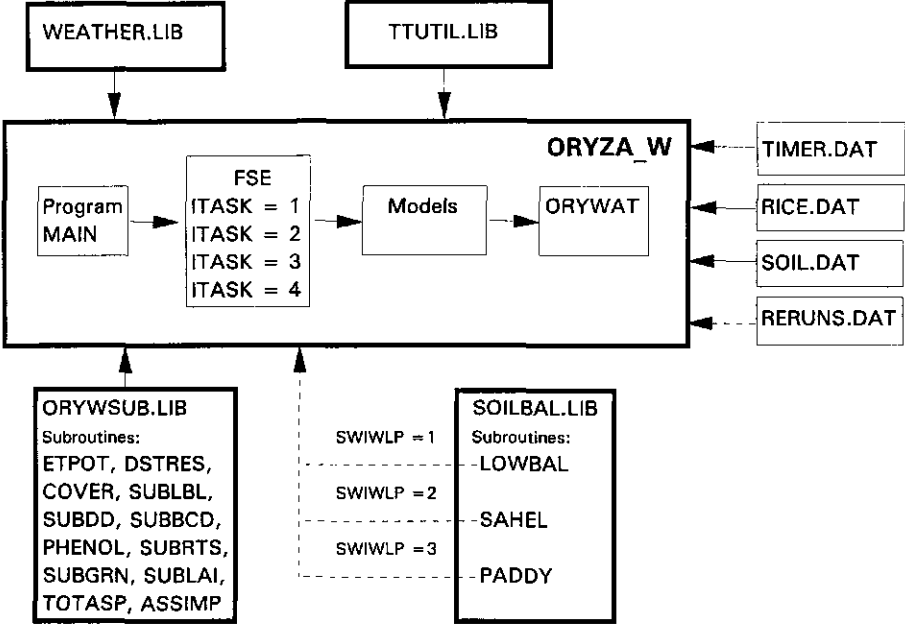 WEATHER.LIB
TTUTIL.LIB
ORYZA_W
Program
MAIN
FSE
ITASK = 1
ITASK = 2
ITASK = 3
ITASK = 4
Models
ORYWAT
TIMER.DAT
RICE.DAT
SOIL.DAT
RERUNS.DAT
ORYWSUB.LIB
Subroutines:
ETPOT, DSTRES,
COVER, SUBLBL,
SUBDD, SUBBCD,
PHENOL, SUBRTS,
SUBGRN, SUBLAI,
TOTASP, ASSIMP
SWIWLP =1
SWIWLP =2
SWIWLP =3
SOILBAL.LIB
Subroutines:
LOWBAL
SAHEL
PADDY